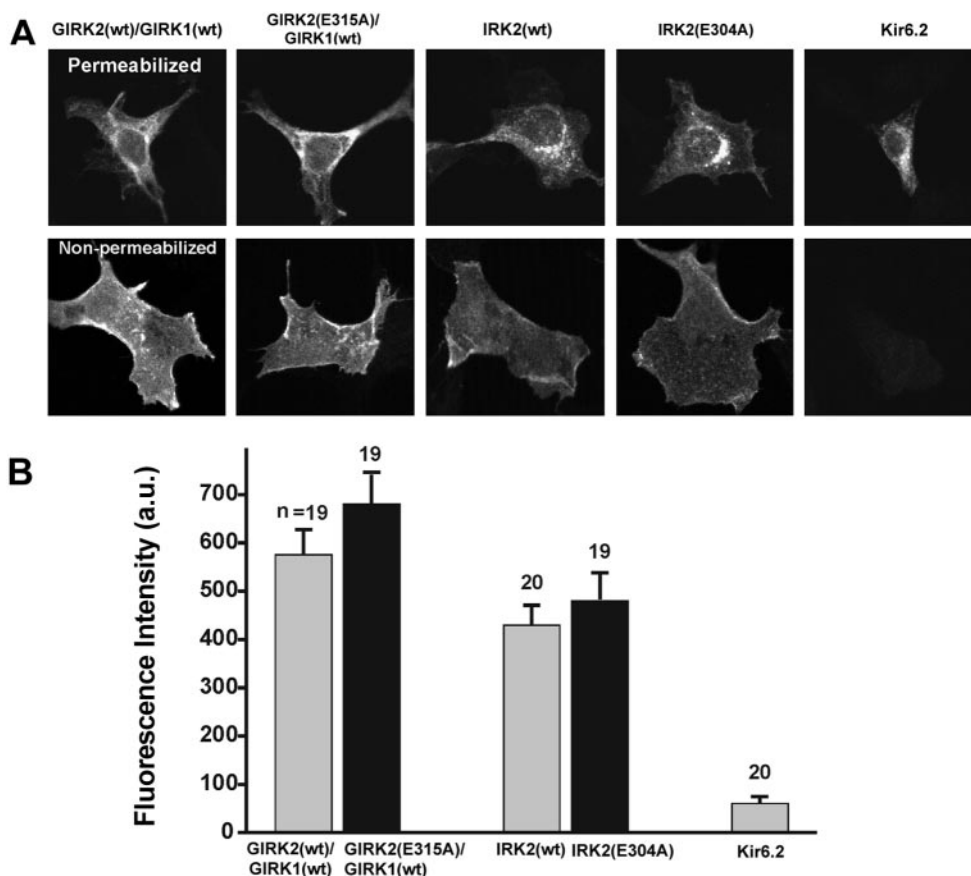 A
GIRK2(wt)/GIRK1(wt)
GIRK2(E315A)/
GIRK1(wt)
IRK2(wt)
IRK2(E304A)
Kir6.2
Permeabilized
Non-permeabilized
B
Fluorescence Intensity (a.u.)
700
600
500
400
300
200
100
0
n =19
19
20
19
20
GIRK2(wt)/
GIRK1(wt)
GIRK2(E315A)/
GIRK1(wt)
IRK2(wt)
IRK2(E304A)
Kir6.2